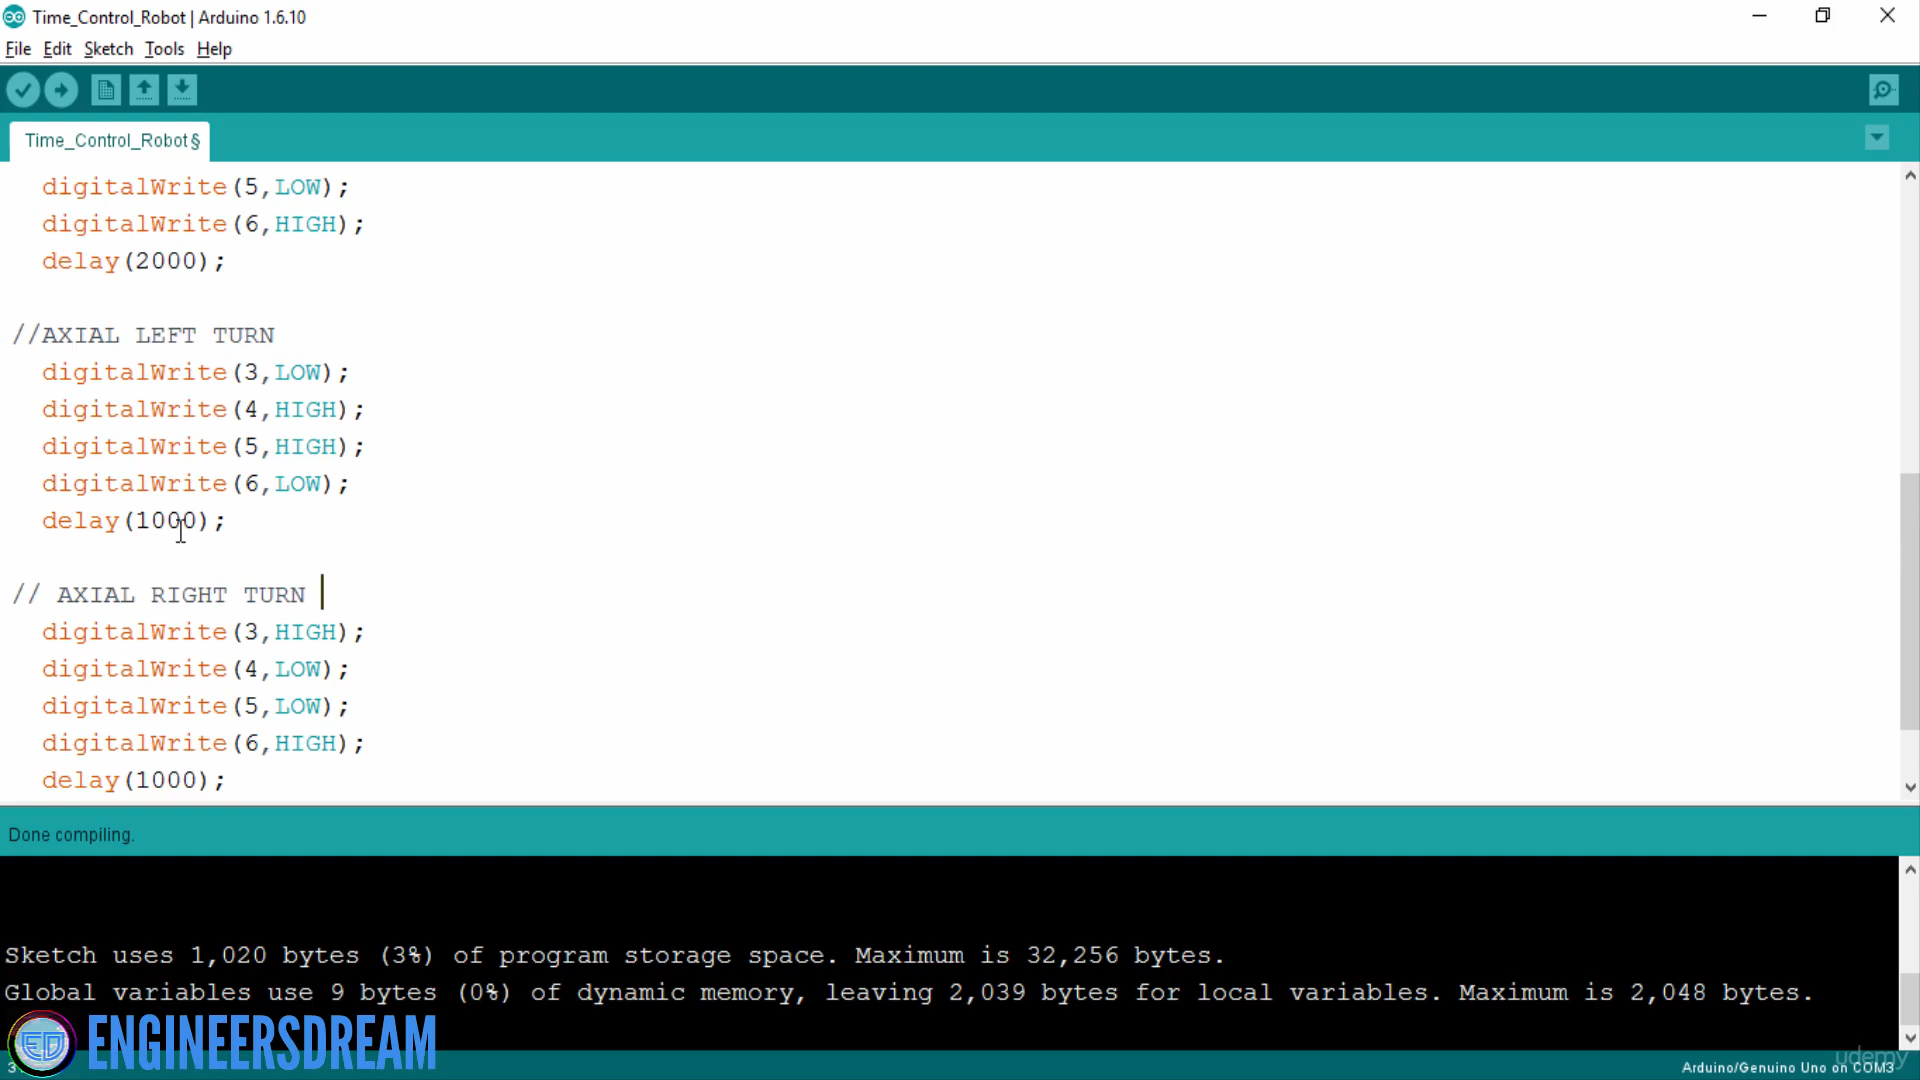 Time_Control_Robot | Arduino 1.6.10
File Edit Sketch Tools Help
Time_Control_Robot§
digitalWrite(5,LOW);
digitalWrite(6,HIGH);
delay(2000);
//AXIAL LEFT TURN
digitalWrite(3,LOW);
digitalWrite(4,HIGH);
digitalWrite(5,HIGH);
digitalWrite(6,LOW);
delay(1000);
// AXIAL RIGHT TURN
digitalWrite(3,HIGH);
digitalWrite(4,LOW);
digitalWrite(5,LOW);
digitalWrite(6,HIGH);
delay(1000);
Done compiling.
Sketch uses 1,020 bytes (3%) of program storage space. Maximum is 32,256 bytes.
Global variables use 9 bytes (0%) of dynamic memory, leaving 2,039 bytes for local variables. Maximum is 2,048 bytes.
ED ENGINEERSDREAM
udemy
Arduino/Genuino Uno on COM3